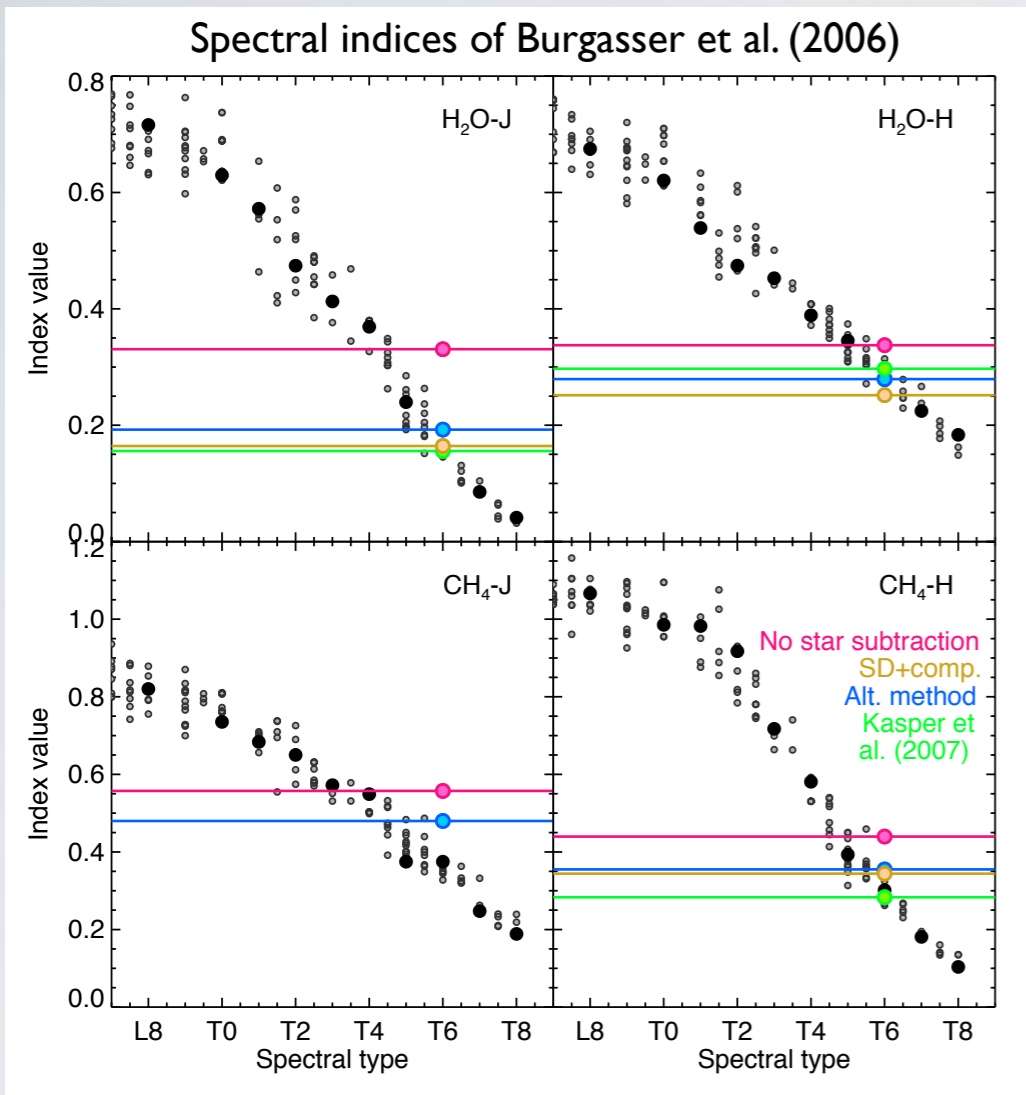 Spectral indices of Burgasser et al. (2006)
0.8
0.6
0.4
0.2
0.0
Index value
H₂O-J
H₂O-H
1.2
1.0
0.8
0.6
0.4
0.2
0.0
Index value
CH₄-J
CH₄-H
No star subtraction
SD+comp.
Alt. method
Kasper et
al. (2007)
L8 T0 T2 T4 T6 T8
L8 T0 T2 T4 T6 T8
Spectral type
Spectral type